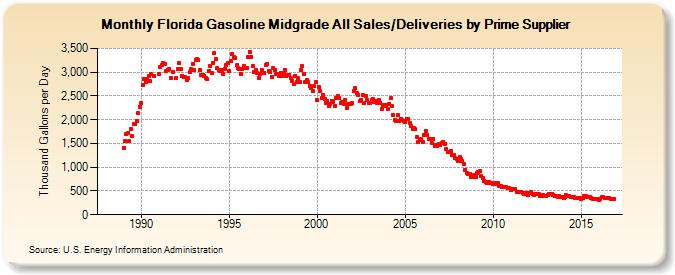 Monthly Florida Gasoline Midgrade All Sales/Deliveries by Prime Supplier
Thousand Gallons per Day
3,500
3,000
2,500
2,000
1,500
1,000
500
0
1990 1995 2000 2005 2010 2015
Source: U.S. Energy Information Administration